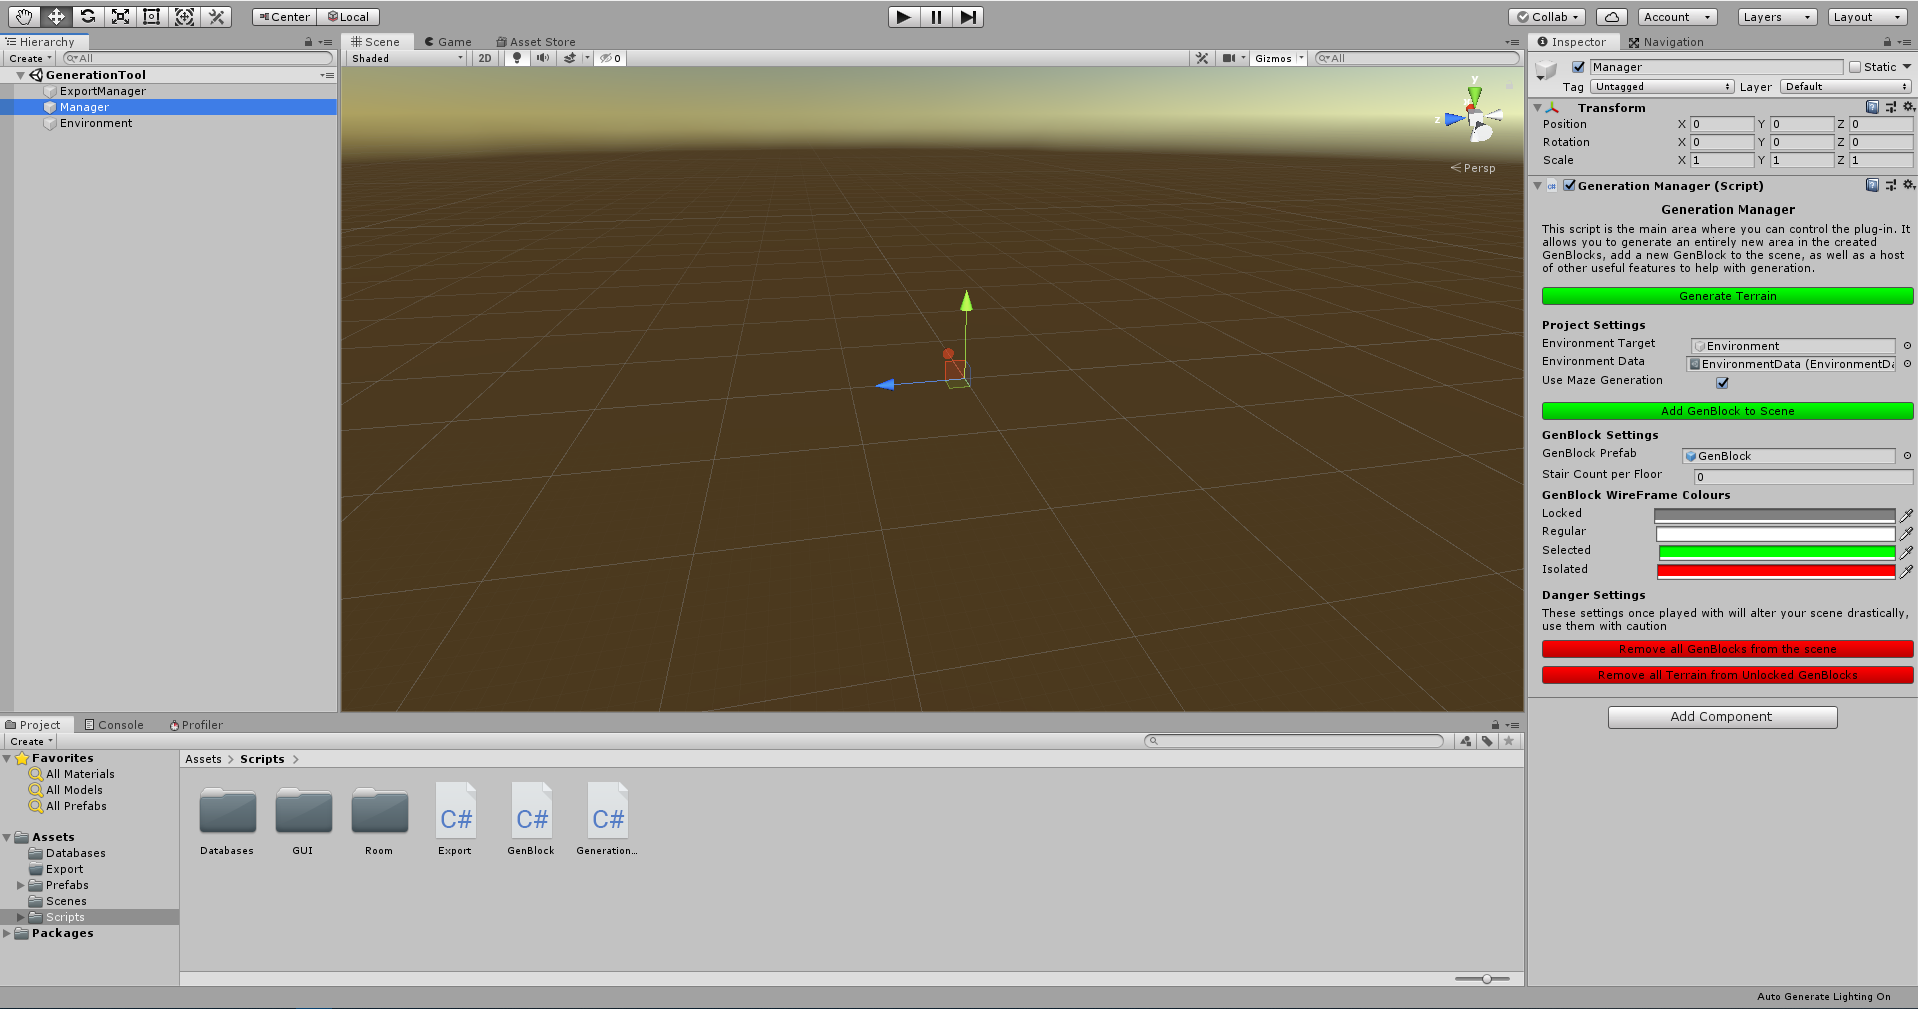 Center Local
Collab Account Layers Layout
Hierarchy
Create All
GenerationTool
ExportManager
Manager
Environment
Scene Game Asset Store
Shaded 2D 0 Gizmos All
y
x
z
Persp
Inspector Navigation
Manager Static
Tag Untagged Layer Default
Transform
Position X 0 Y 0 Z 0
Rotation X 0 Y 0 Z 0
Scale X 1 Y 1 Z 1
C# Generation Manager (Script)
Generation Manager
This script is the main area where you can control the plug-in. It
allows you to generate an entirely new area in the created
GenBlocks, add a new GenBlock to the scene, as well as a host
of other useful features to help with generation.
Generate Terrain
Project Settings
Environment Target Environment
Environment Data EnvironmentData (EnvironmentDa
Use Maze Generation
Add GenBlock to Scene
GenBlock Settings
GenBlock Prefab GenBlock
Stair Count per Floor 0
GenBlock WireFrame Colours
Locked
Regular
Selected
Isolated
Danger Settings
These settings once played with will alter your scene drastically,
use them with caution
Remove all GenBlocks from the scene
Remove all Terrain from Unlocked GenBlocks
Add Component
Project Console Profiler
Create
Favorites
All Materials
All Models
All Prefabs
Assets
Databases
Export
Prefabs
Scenes
Scripts
Packages
Assets > Scripts >
C# C# C#
Databases GUI Room Export GenBlock Generation...
Auto Generate Lighting On